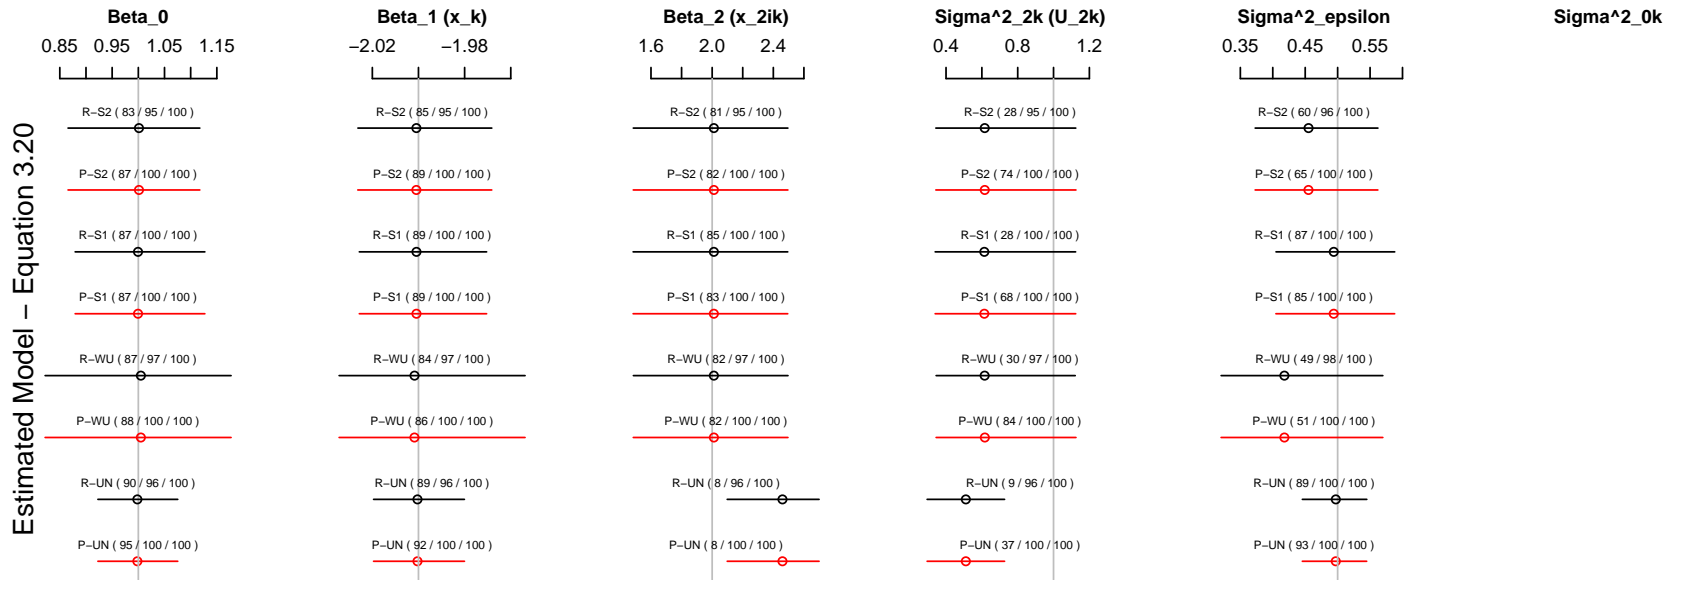 Beta_0 Beta_1 (x_k) Beta_2 (x_2ik) Sigma^2_2k (U_2k) Sigma^2_epsilon Sigma^2_0k
0.85 0.95 1.05 1.15 −2.02 −1.98 1.6 2.0 2.4 0.4 0.8 1.2 0.35 0.45 0.55
Estimated Model – Equation 3.20
R−S2 ( 83 / 95 / 100 ) R−S2 ( 85 / 95 / 100 ) R−S2 ( 81 / 95 / 100 ) R−S2 ( 28 / 95 / 100 ) R−S2 ( 60 / 96 / 100 )
P−S2 ( 87 / 100 / 100 ) P−S2 ( 89 / 100 / 100 ) P−S2 ( 82 / 100 / 100 ) P−S2 ( 74 / 100 / 100 ) P−S2 ( 65 / 100 / 100 )
R−S1 ( 87 / 100 / 100 ) R−S1 ( 89 / 100 / 100 ) R−S1 ( 85 / 100 / 100 ) R−S1 ( 28 / 100 / 100 ) R−S1 ( 87 / 100 / 100 )
P−S1 ( 87 / 100 / 100 ) P−S1 ( 89 / 100 / 100 ) P−S1 ( 83 / 100 / 100 ) P−S1 ( 68 / 100 / 100 ) P−S1 ( 85 / 100 / 100 )
R−WU ( 87 / 97 / 100 ) R−WU ( 84 / 97 / 100 ) R−WU ( 82 / 97 / 100 ) R−WU ( 30 / 97 / 100 ) R−WU ( 49 / 98 / 100 )
P−WU ( 88 / 100 / 100 ) P−WU ( 86 / 100 / 100 ) P−WU ( 82 / 100 / 100 ) P−WU ( 84 / 100 / 100 ) P−WU ( 51 / 100 / 100 )
R−UN ( 90 / 96 / 100 ) R−UN ( 89 / 96 / 100 ) R−UN ( 8 / 96 / 100 ) R−UN ( 9 / 96 / 100 ) R−UN ( 89 / 100 / 100 )
P−UN ( 95 / 100 / 100 ) P−UN ( 92 / 100 / 100 ) P−UN ( 8 / 100 / 100 ) P−UN ( 37 / 100 / 100 ) P−UN ( 93 / 100 / 100 )